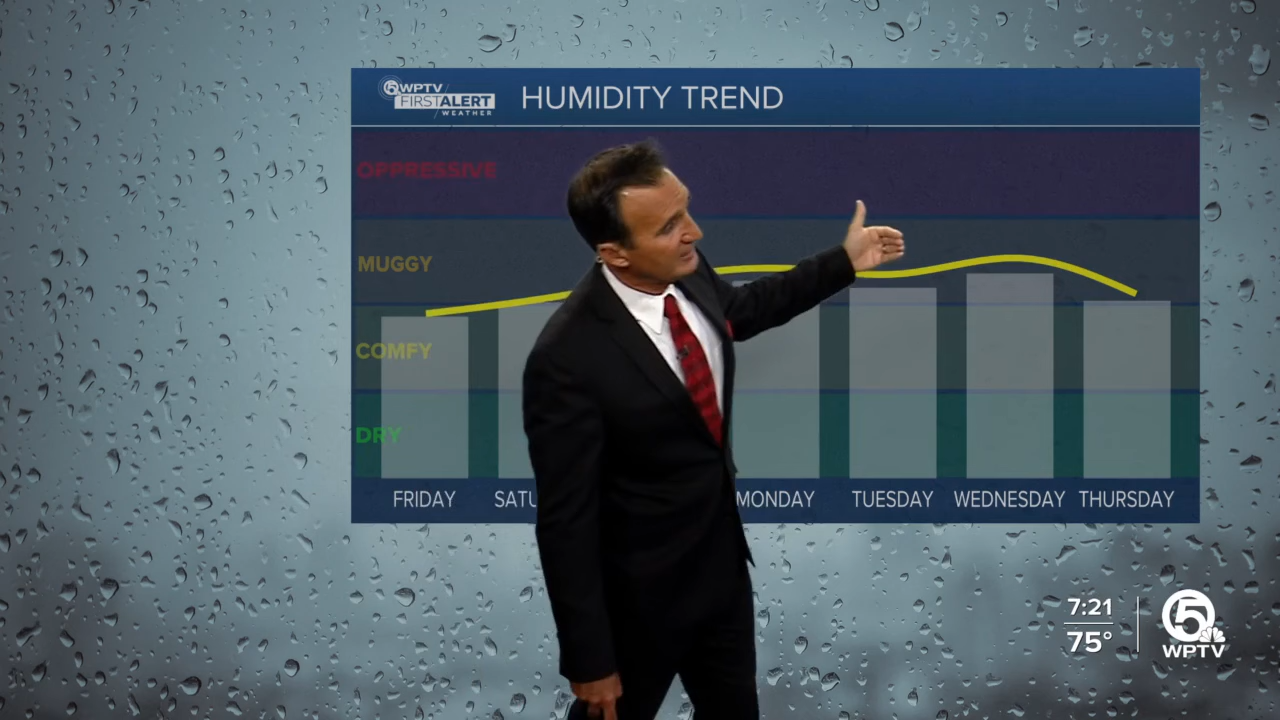 5 WPTV
FIRST ALERT
WEATHER
HUMIDITY TREND
OPPRESSIVE
MUGGY
COMFY
DRY
FRIDAY
MONDAY
TUESDAY
WEDNESDAY
THURSDAY
7:21
75°
5
WPTV